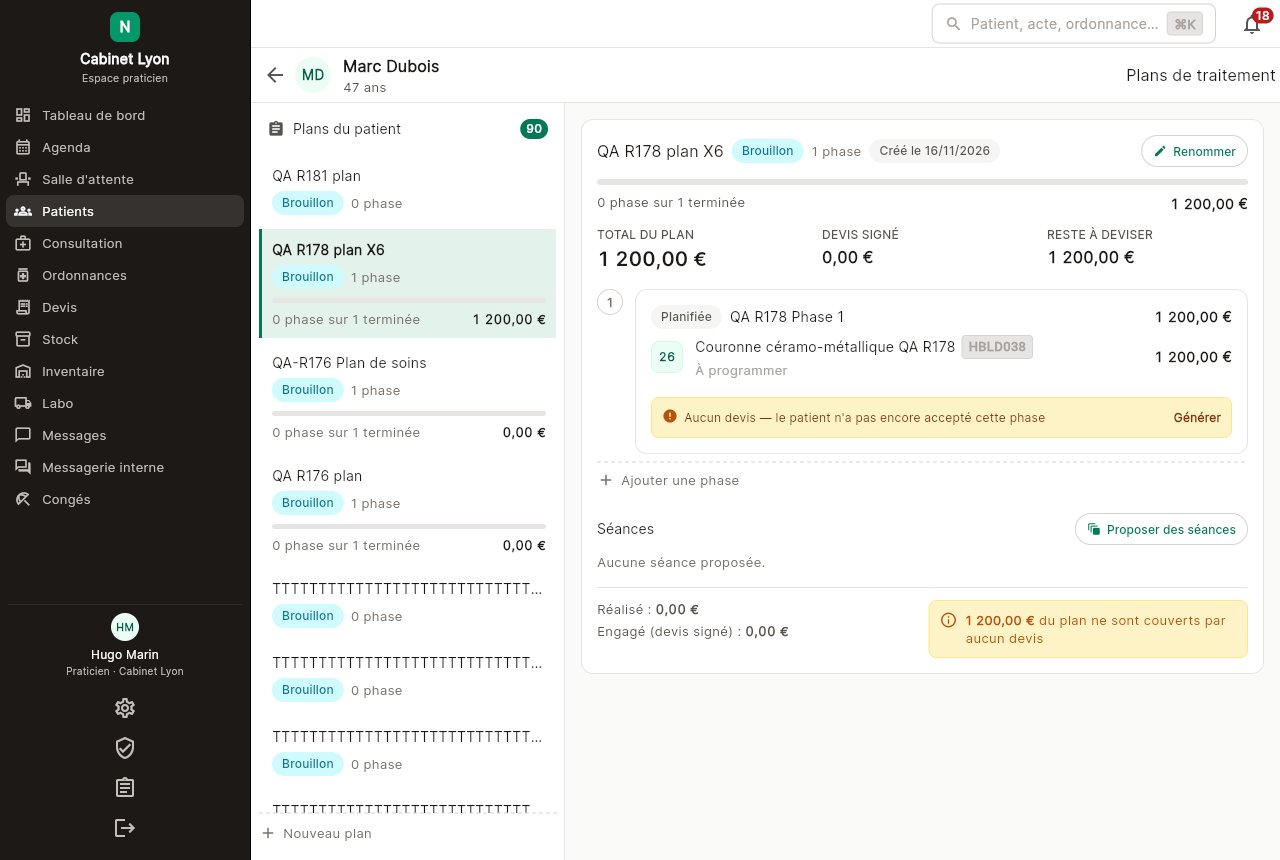 N
Cabinet Lyon
Espace praticien
Tableau de bord
Agenda
Salle d'attente
Patients
Consultation
Ordonnances
Devis
Stock
Inventaire
Labo
Messages
Messagerie interne
Congés
HM
Hugo Marin
Praticien · Cabinet Lyon
Patient, acte, ordonnance... ⌘K
18
MD
Marc Dubois
47 ans
Plans de traitement
Plans du patient 90
QA R181 plan
Brouillon 0 phase
QA R178 plan X6
Brouillon 1 phase
0 phase sur 1 terminée 1 200,00 €
QA-R176 Plan de soins
Brouillon 1 phase
0 phase sur 1 terminée 0,00 €
QA R176 plan
Brouillon 1 phase
0 phase sur 1 terminée 0,00 €
TTTTTTTTTTTTTTTTTTTTTTTTTTTT...
Brouillon 0 phase
TTTTTTTTTTTTTTTTTTTTTTTTTTTT...
Brouillon 0 phase
TTTTTTTTTTTTTTTTTTTTTTTTTTTT...
Brouillon 0 phase
Nouveau plan
QA R178 plan X6 Brouillon 1 phase Créé le 16/11/2026 Renommer
0 phase sur 1 terminée 1 200,00 €
TOTAL DU PLAN DEVIS SIGNÉ RESTE À DEVISER
1 200,00 € 0,00 € 1 200,00 €
1
Planifiée QA R178 Phase 1 1 200,00 €
26 Couronne céramo-métallique QA R178 HBLD038 1 200,00 €
À programmer
Aucun devis — le patient n'a pas encore accepté cette phase Générer
Ajouter une phase
Séances Proposer des séances
Aucune séance proposée.
Réalisé : 0,00 €
Engagé (devis signé) : 0,00 €
1 200,00 € du plan ne sont couverts par
aucun devis